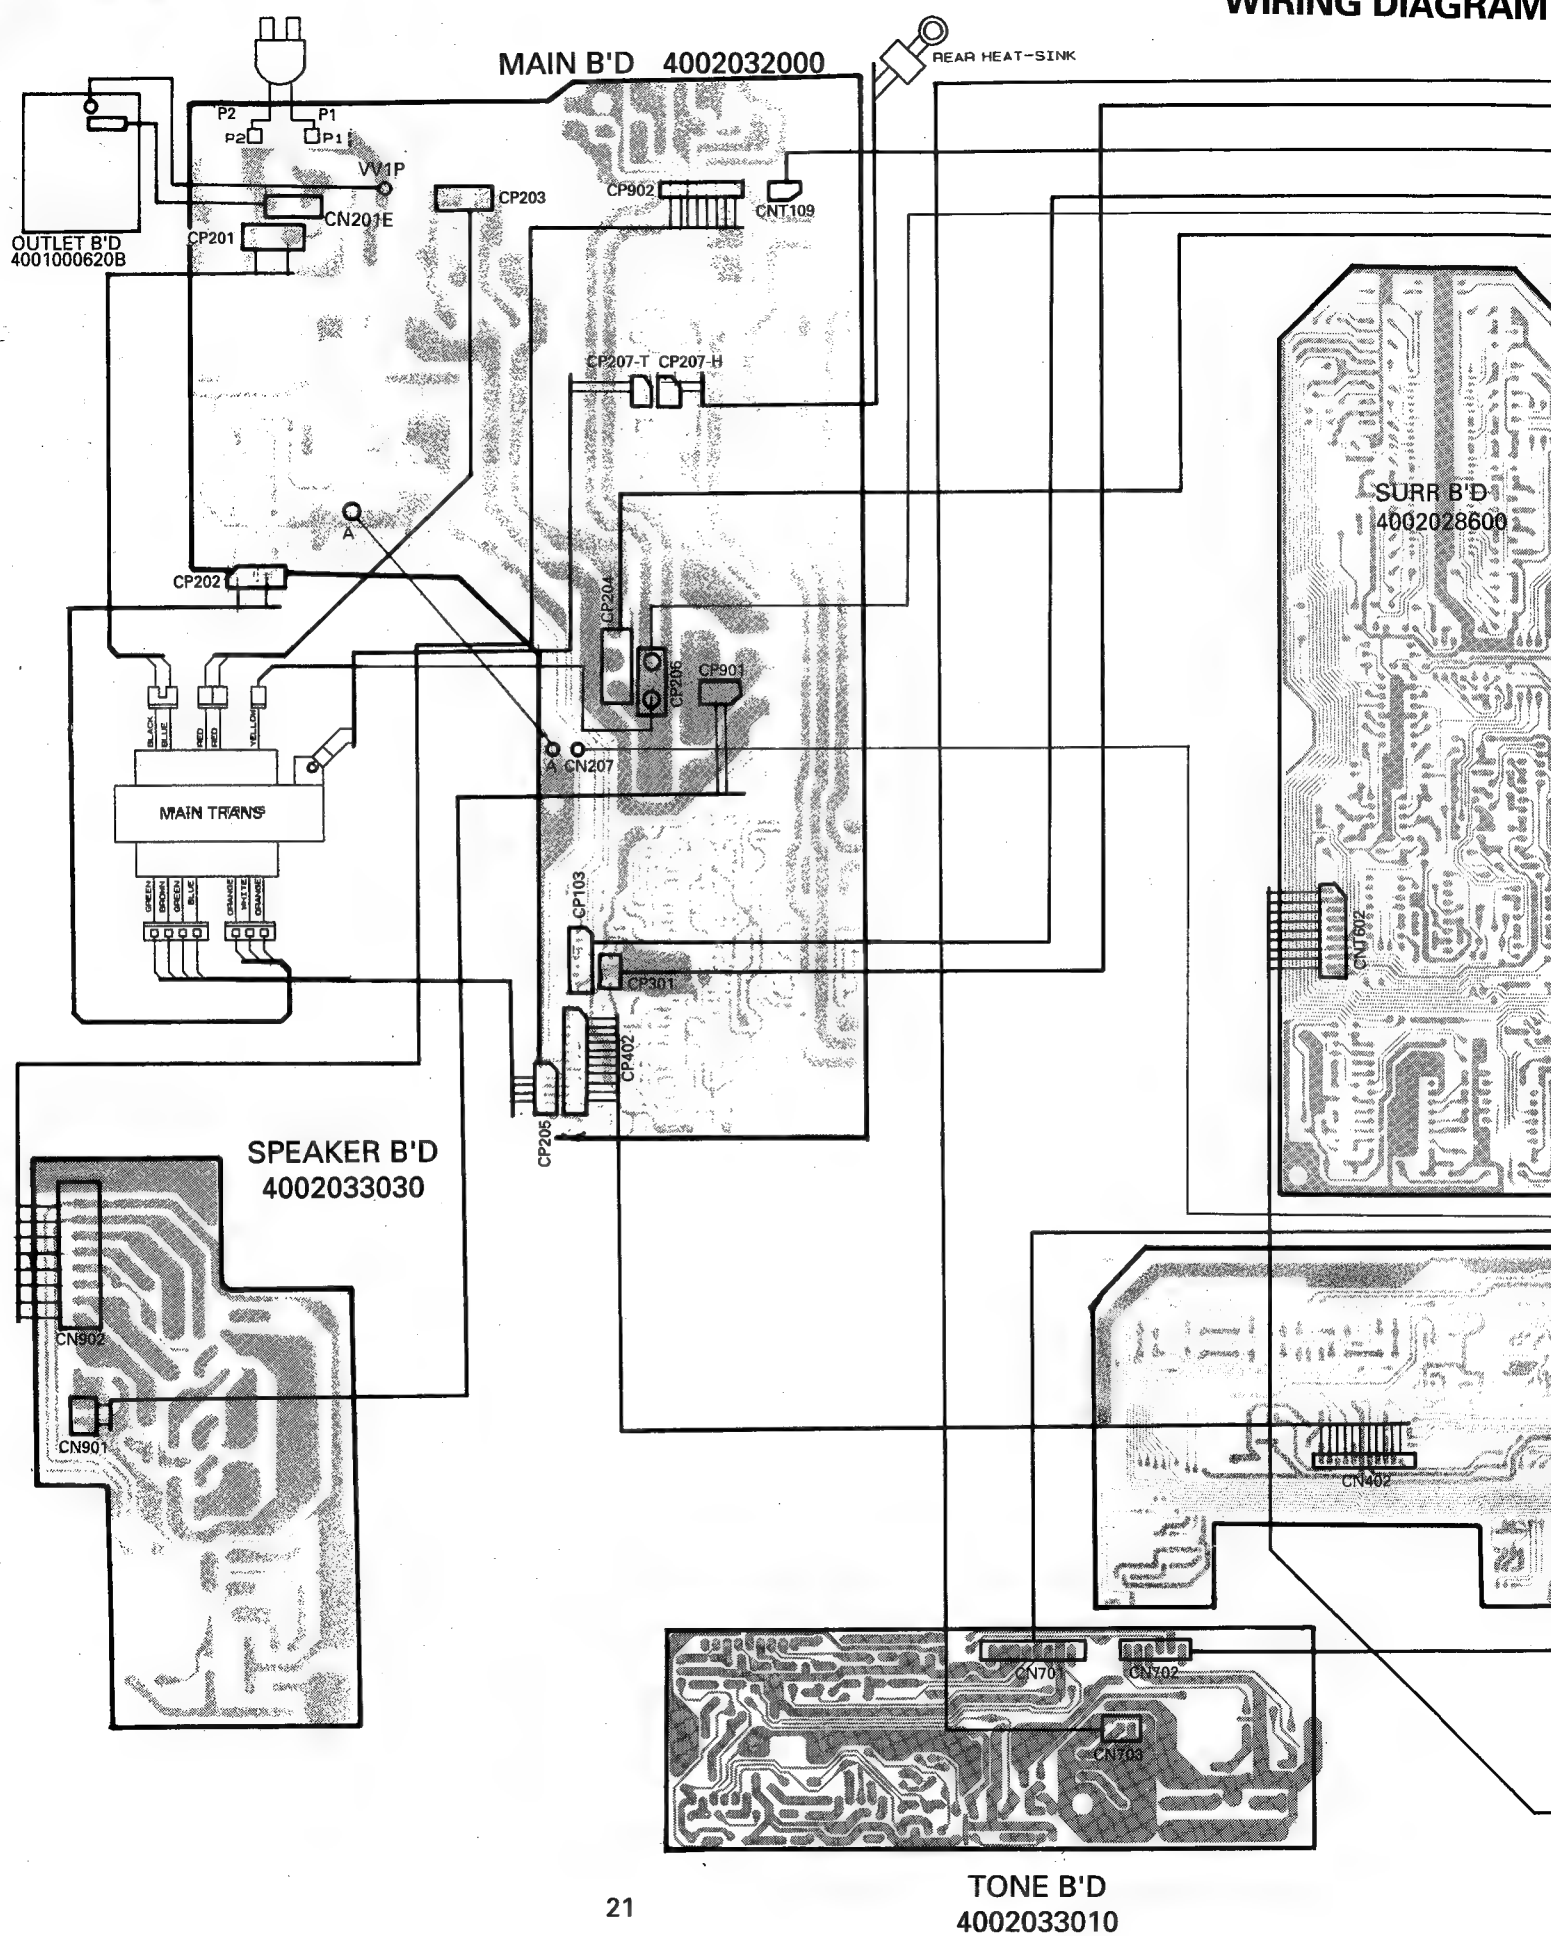 WIRING DIAGRAM
MAIN B'D 4002032000
REAR HEAT-SINK
P2
P1
P2
P1
VV1P
CP203
CP902
CNT109
CN201E
CP201
OUTLET B'D
4001000620B
CP207-T
CP207-H
SURR B'D
4002028600
A
CP202
CP204
CP206
CP901
BLACK
BLUE
RED
RED
YELLOW
A
CN207
MAIN TRANS
GREEN
BROWN
GREEN
BLUE
ORANGE
WHITE
ORANGE
CP103
CP301
CNT602
CP402
CP205
SPEAKER B'D
4002033030
CN902
CN901
CN402
CN701
CN702
CN703
TONE B'D
4002033010
21